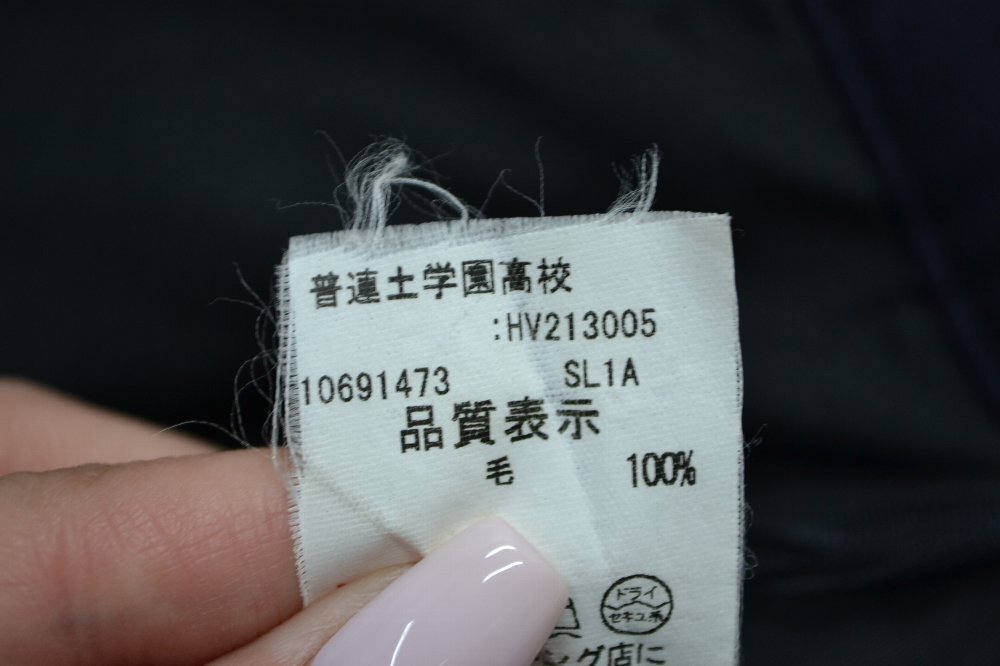 普連土学園高校
:HV213005
10691473 SL1A
品質表示
毛 100%
ドライ
セキユ系
ング店に